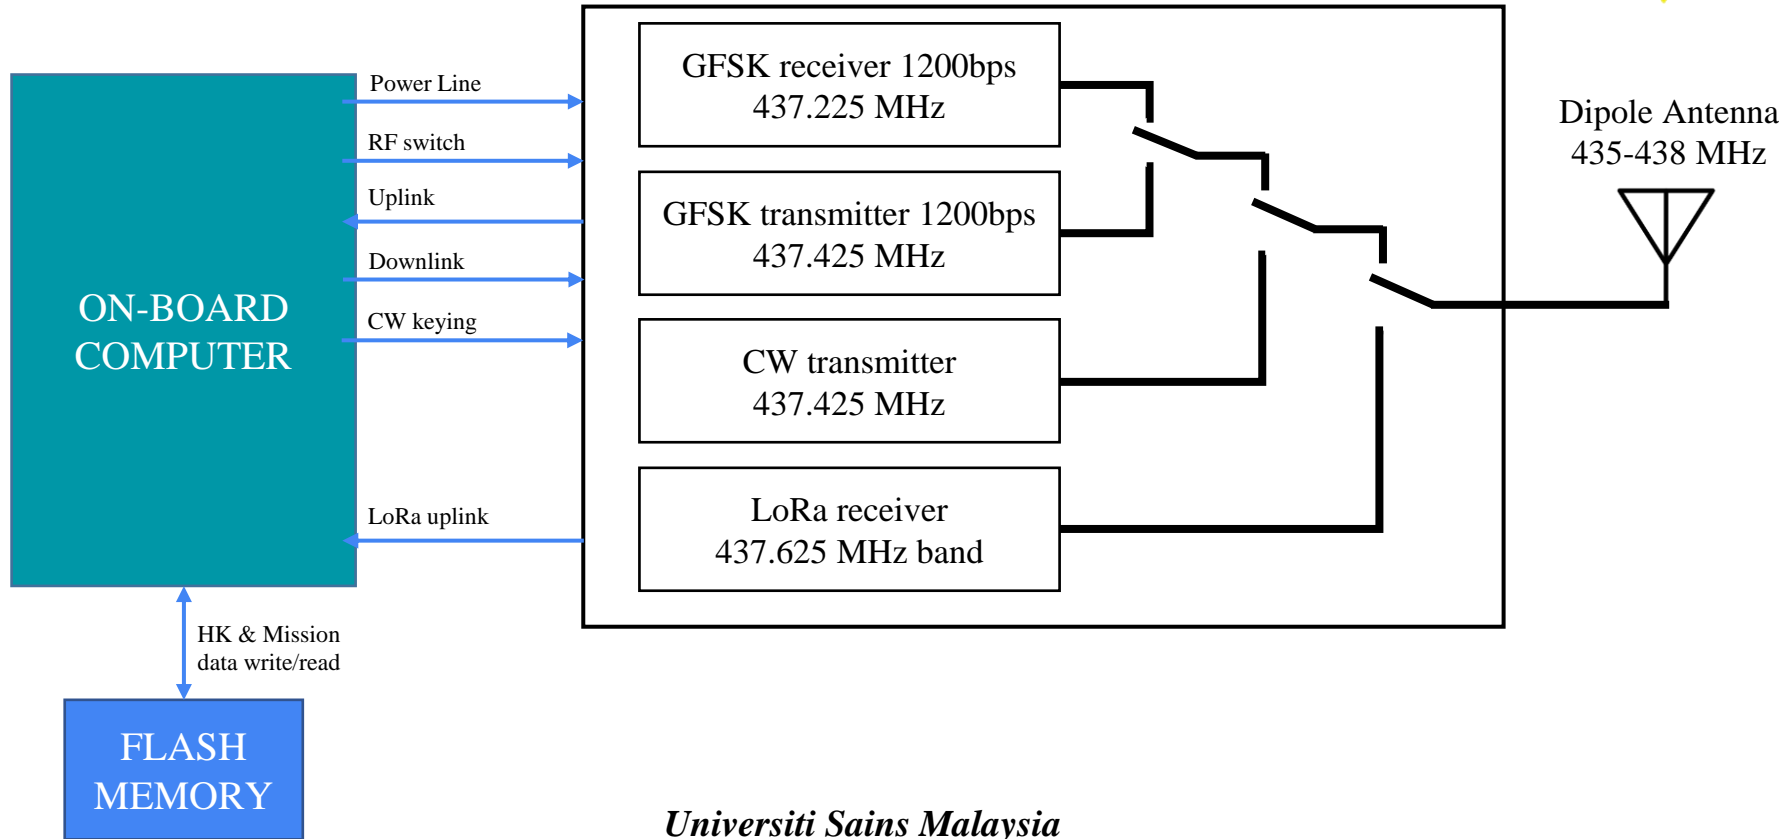 GFSK receiver 1200bps
437.225 MHz
Power Line
RF switch
Uplink
Downlink
CW keying
LoRa uplink
ON-BOARD
COMPUTER
GFSK transmitter 1200bps
437.425 MHz
CW transmitter
437.425 MHz
LoRa receiver
437.625 MHz band
Dipole Antenna
435-438 MHz
HK & Mission
data write/read
FLASH
MEMORY
Universiti Sains Malaysia